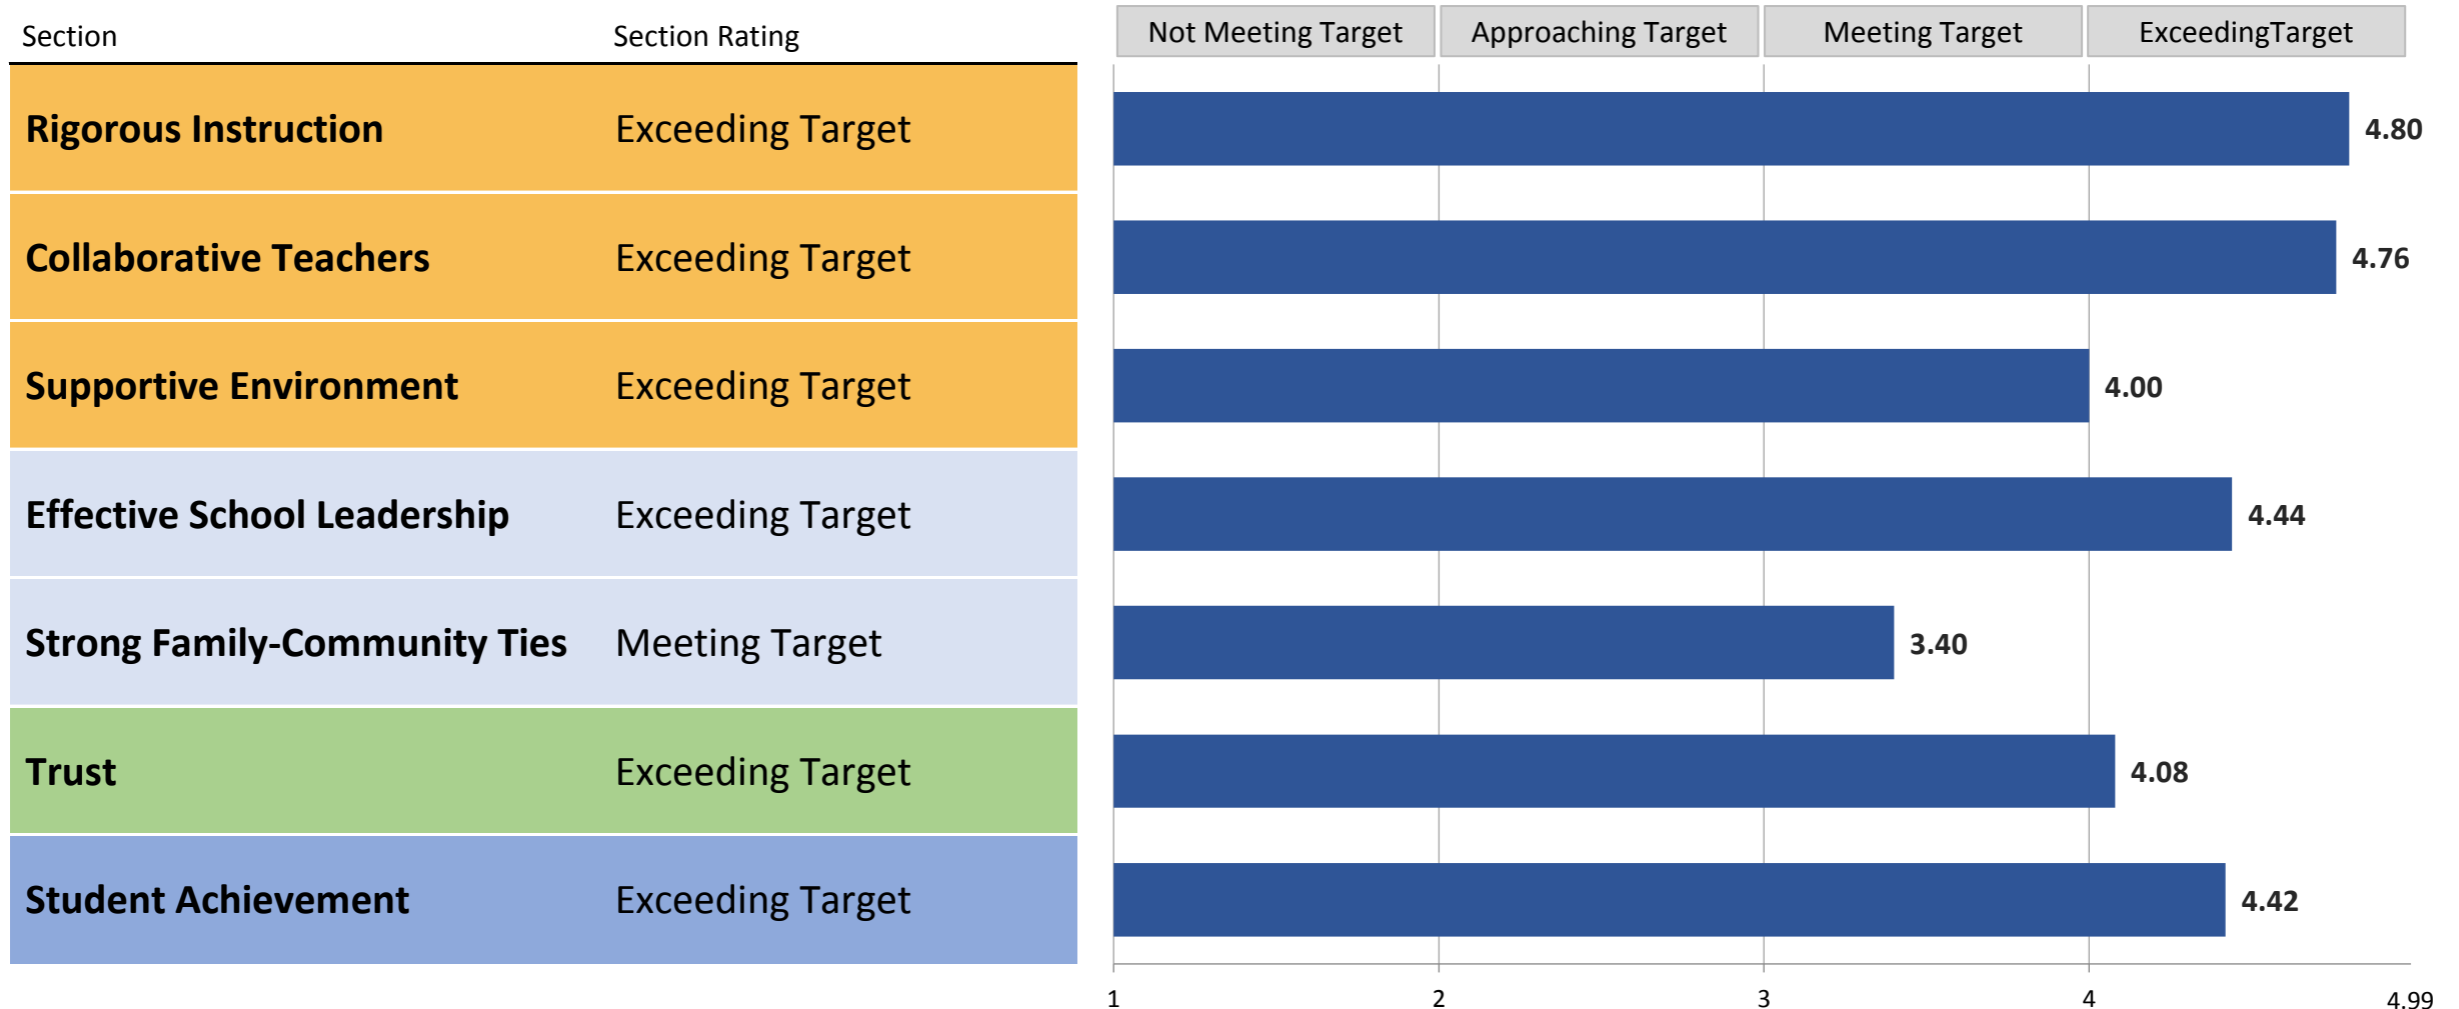 Section Section Rating Not Meeting Target Approaching Target Meeting Target ExceedingTarget
Rigorous Instruction Exceeding Target 4.80
Collaborative Teachers Exceeding Target 4.76
Supportive Environment Exceeding Target 4.00
Effective School Leadership Exceeding Target 4.44
Strong Family-Community Ties Meeting Target 3.40
Trust Exceeding Target 4.08
Student Achievement Exceeding Target 4.42
1 2 3 4 4.99